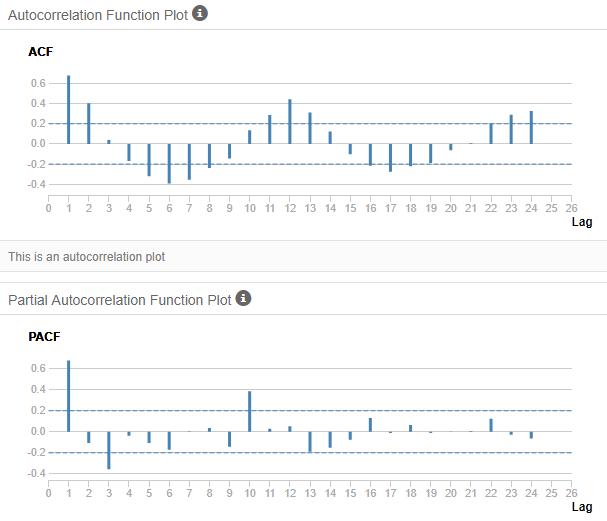 Autocorrelation Function Plot i
ACF
0.6
0.4
0.2
0.0
-0.2
-0.4
0 1 2 3 4 5 6 7 8 9 10 11 12 13 14 15 16 17 18 19 20 21 22 23 24 25 26
Lag
This is an autocorrelation plot
Partial Autocorrelation Function Plot i
PACF
0.6
0.4
0.2
0.0
-0.2
-0.4
0 1 2 3 4 5 6 7 8 9 10 11 12 13 14 15 16 17 18 19 20 21 22 23 24 25 26
Lag